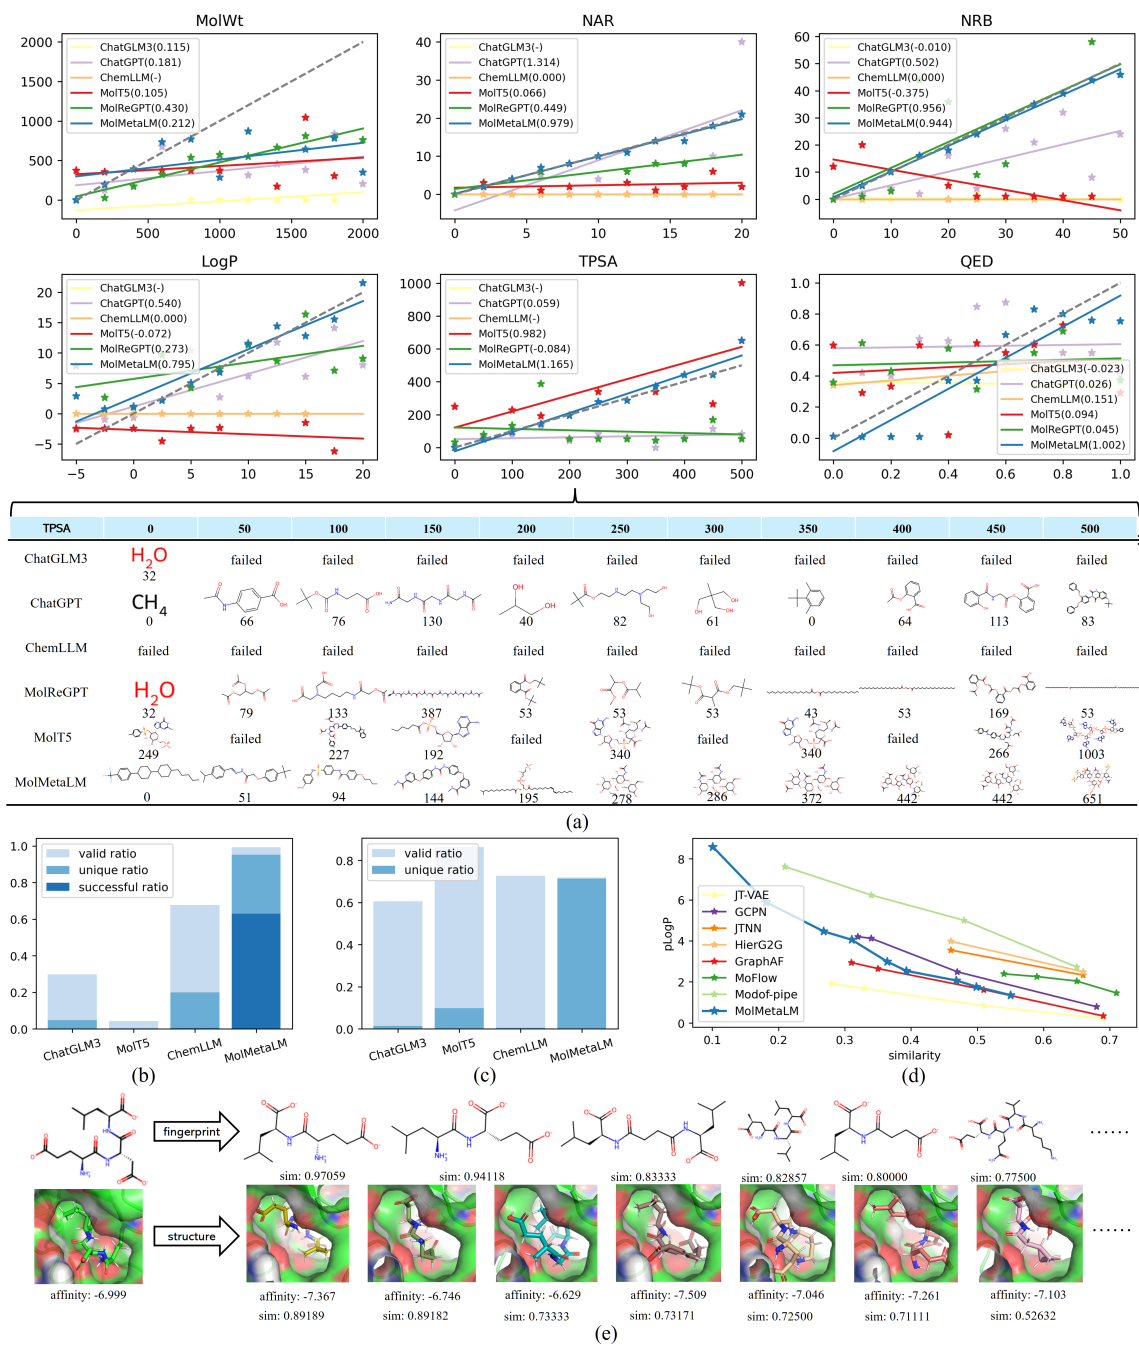 MolWt
NAR
NRB
2000
1500
1000
500
0
ChatGLM3(0.115)
ChatGPT(0.181)
ChemLLM(-)
MolT5(0.105)
MolReGPT(0.430)
MolMetaLM(0.212)
0 500 1000 1500 2000
40
30
20
10
0
ChatGLM3(-)
ChatGPT(1.314)
ChemLLM(0.000)
MolT5(0.066)
MolReGPT(0.449)
MolMetaLM(0.979)
0 5 10 15 20
60
50
40
30
20
10
0
ChatGLM3(-0.010)
ChatGPT(0.502)
ChemLLM(0.000)
MolT5(-0.375)
MolReGPT(0.956)
MolMetaLM(0.944)
0 10 20 30 40 50
LogP
TPSA
QED
20
15
10
5
0
−5
ChatGLM3(-)
ChatGPT(0.540)
ChemLLM(0.000)
MolT5(-0.072)
MolReGPT(0.273)
MolMetaLM(0.795)
−5 0 5 10 15 20
1000
800
600
400
200
0
ChatGLM3(-)
ChatGPT(0.059)
ChemLLM(-)
MolT5(0.982)
MolReGPT(-0.084)
MolMetaLM(1.165)
0 100 200 300 400 500
1.0
0.8
0.6
0.4
0.2
0.0
ChatGLM3(-0.023)
ChatGPT(0.026)
ChemLLM(0.151)
MolT5(0.094)
MolReGPT(0.045)
MolMetaLM(1.002)
0.0 0.2 0.4 0.6 0.8 1.0
TPSA 0 50 100 150 200 250 300 350 400 450 500
ChatGLM3 H2O failed failed failed failed failed failed failed failed failed failed
32
ChatGPT CH4
0 66 76 130 40 82 61 0 64 113 83
ChemLLM failed failed failed failed failed failed failed failed failed failed failed
MolReGPT H2O
32 79 133 387 53 53 53 43 53 169 53
MolT5 failed failed failed failed
249 227 192 340 340 266 1003
MolMetaLM
0 51 94 144 195 278 286 372 442 442 651
(a)
1.0
0.8
0.6
0.4
0.2
0.0
valid ratio
unique ratio
successful ratio
ChatGLM3 MolT5 ChemLLM MolMetaLM
(b)
0.8
0.6
0.4
0.2
0.0
valid ratio
unique ratio
ChatGLM3 MolT5 ChemLLM MolMetaLM
(c)
pLogP
8
6
4
2
0
JT-VAE
GCPN
JTNN
HierG2G
GraphAF
MoFlow
Modof-pipe
MolMetaLM
0.1 0.2 0.3 0.4 0.5 0.6 0.7
similarity
(d)
fingerprint
......
sim: 0.97059 sim: 0.94118 sim: 0.83333 sim: 0.82857 sim: 0.80000 sim: 0.77500
structure
......
affinity: -6.999 affinity: -7.367 affinity: -6.746 affinity: -6.629 affinity: -7.509 affinity: -7.046 affinity: -7.261 affinity: -7.103
sim: 0.89189 sim: 0.89182 sim: 0.73333 sim: 0.73171 sim: 0.72500 sim: 0.71111 sim: 0.52632
(e)